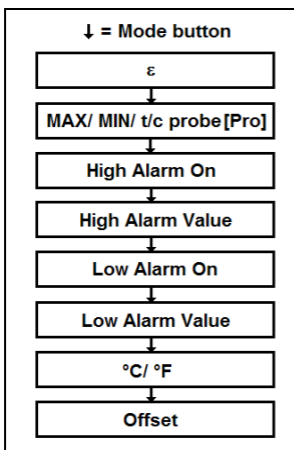 ↓ = Mode button
ε
MAX/ MIN/ t/c probe[Pro]
High Alarm On
High Alarm Value
Low Alarm On
Low Alarm Value
°C/ °F
Offset